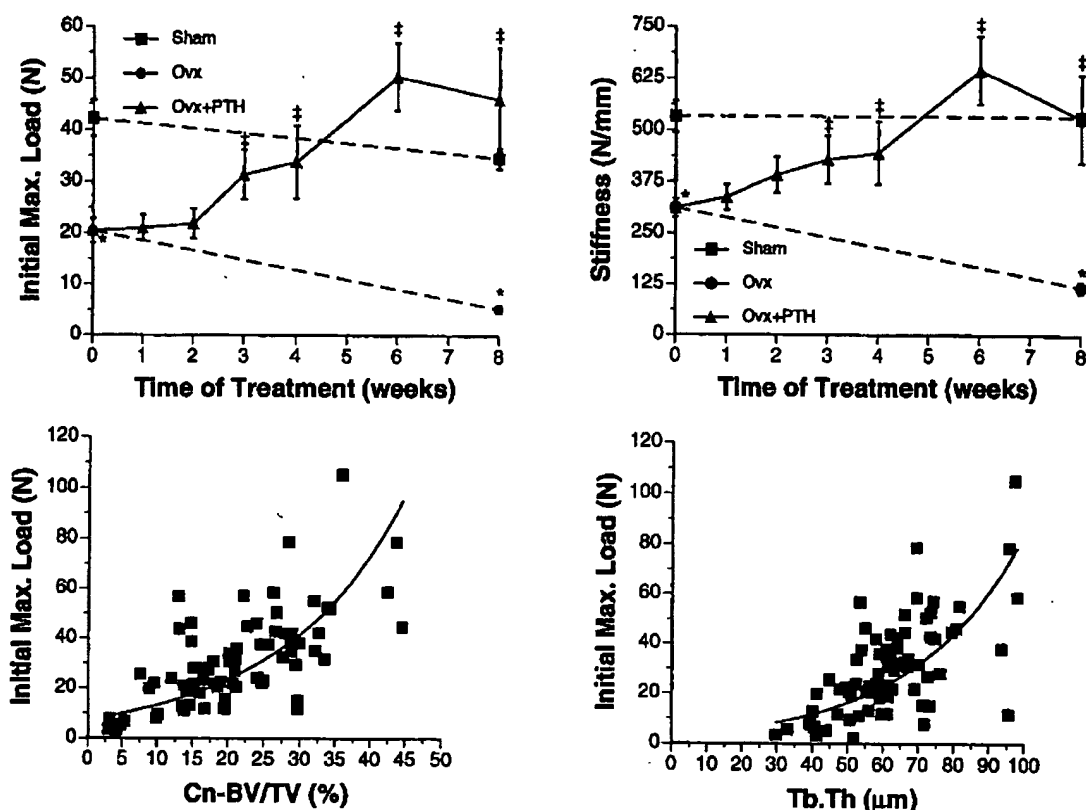 60
50
40
30
20
10
0
Initial Max. Load (N)
Sham
Ovx
Ovx+PTH
‡
‡
‡
‡
*
*
0 1 2 3 4 6 8
Time of Treatment (weeks)
750
625
500
375
250
125
0
Stiffness (N/mm)
‡
‡
‡
‡
*
*
Sham
Ovx
Ovx+PTH
0 1 2 3 4 6 8
Time of Treatment (weeks)
120
100
80
60
40
20
0
Initial Max. Load (N)
0 5 10 15 20 25 30 35 40 45 50
Cn-BV/TV (%)
120
100
80
60
40
20
0
Initial Max. Load (N)
0 10 20 30 40 50 60 70 80 90 100
Tb.Th (μm)